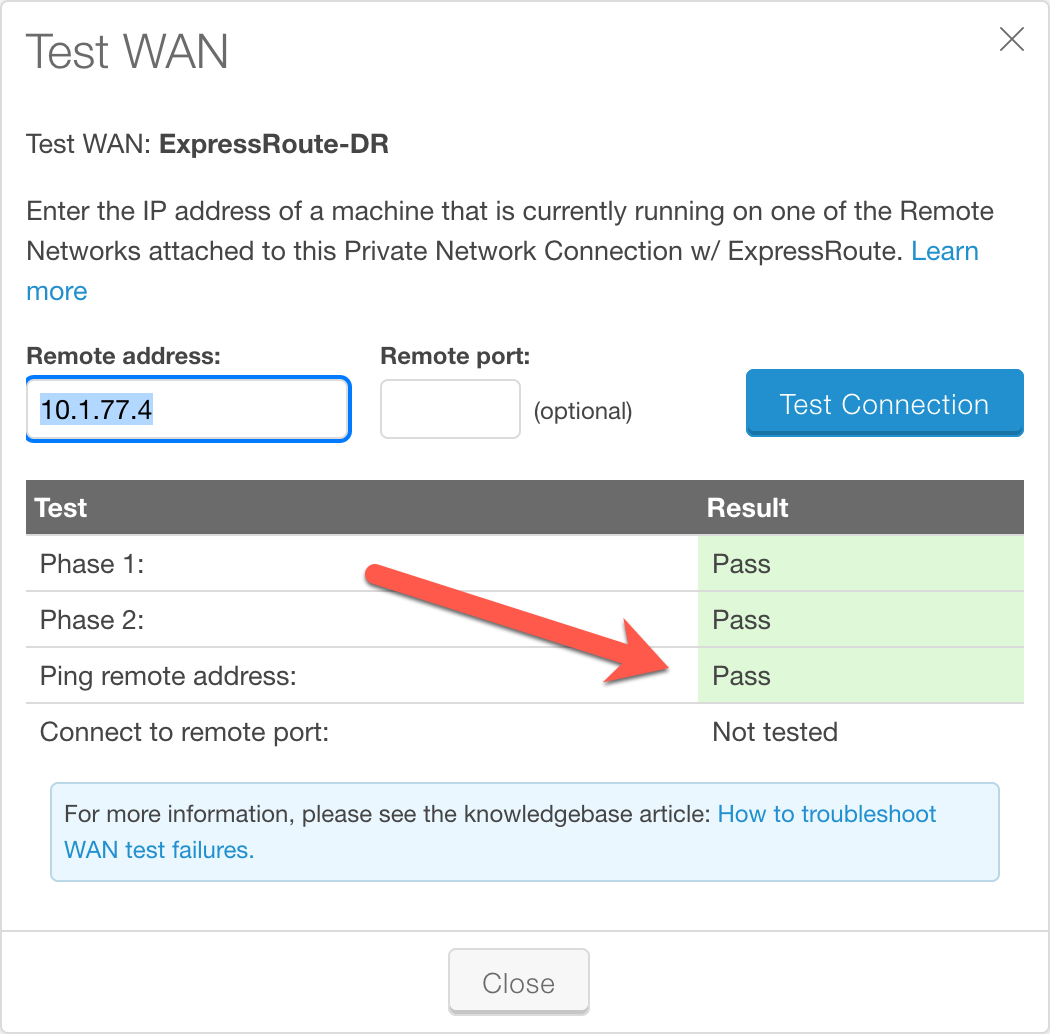 Test WAN
Test WAN: ExpressRoute-DR
Enter the IP address of a machine that is currently running on one of the Remote
Networks attached to this Private Network Connection w/ ExpressRoute. Learn
more
Remote address: Remote port:
10.1.77.4 (optional) Test Connection
Test Result
Phase 1: Pass
Phase 2: Pass
Ping remote address: Pass
Connect to remote port: Not tested
For more information, please see the knowledgebase article: How to troubleshoot
WAN test failures.
Close